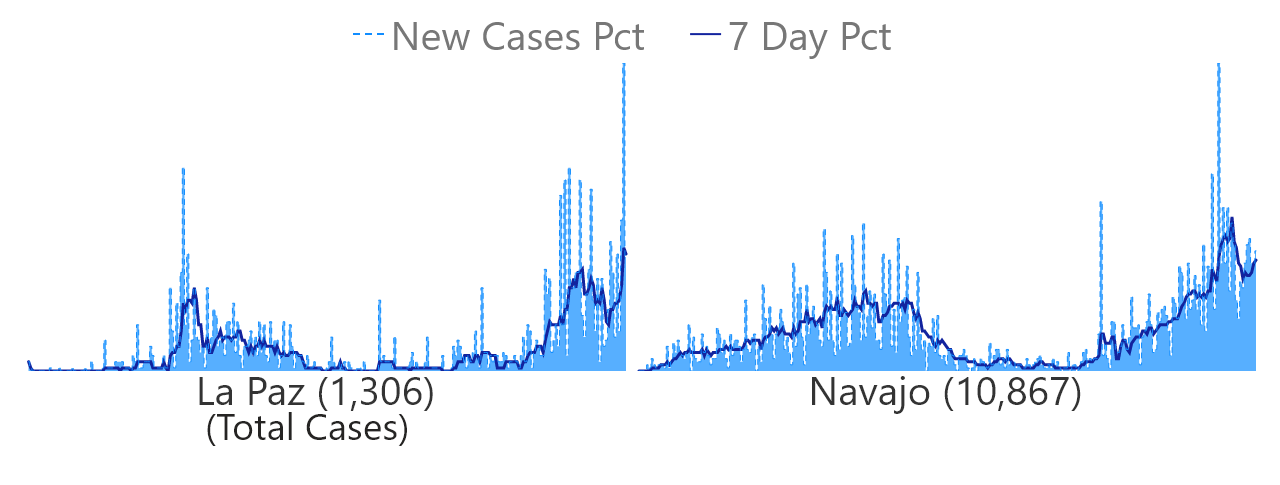 New Cases Pct 7 Day Pct
La Paz (1,306) Navajo (10,867)
(Total Cases)